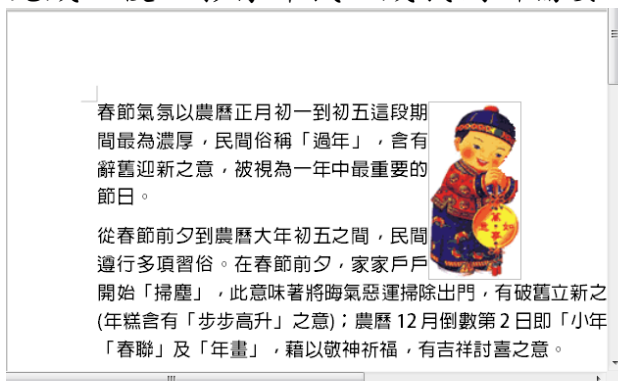 春節氣氛以農曆正月初一到初五這段期
間最為濃厚，民間俗稱「過年」，含有
辭舊迎新之意，被視為一年中最重要的
節日。
從春節前夕到農曆大年初五之間，民間
遵行多項習俗。在春節前夕，家家戶戶
開始「掃塵」，此意味著將晦氣惡運掃除出門，有破舊立新之
(年糕含有「步步高升」之意)；農曆 12 月倒數第 2 日即「小年
「春聯」及「年畫」，藉以敬神祈福，有吉祥討喜之意。